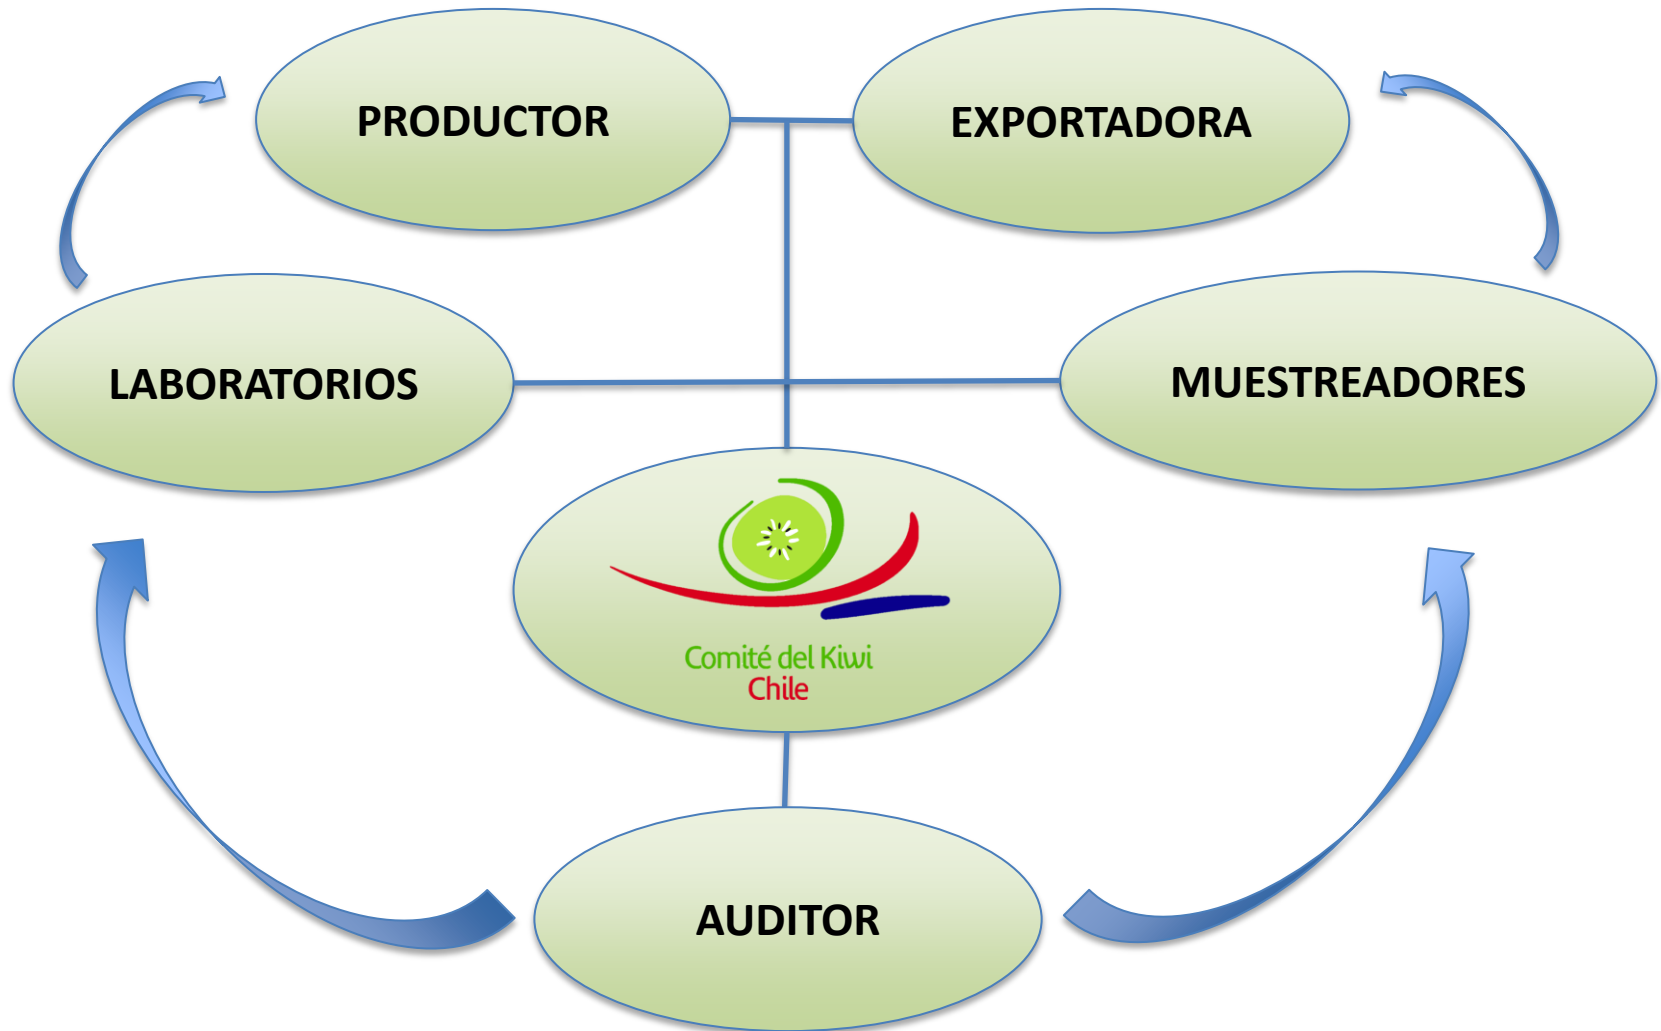 PRODUCTOR
EXPORTADORA
LABORATORIOS
MUESTREADORES
Comité del Kiwi
Chile
AUDITOR